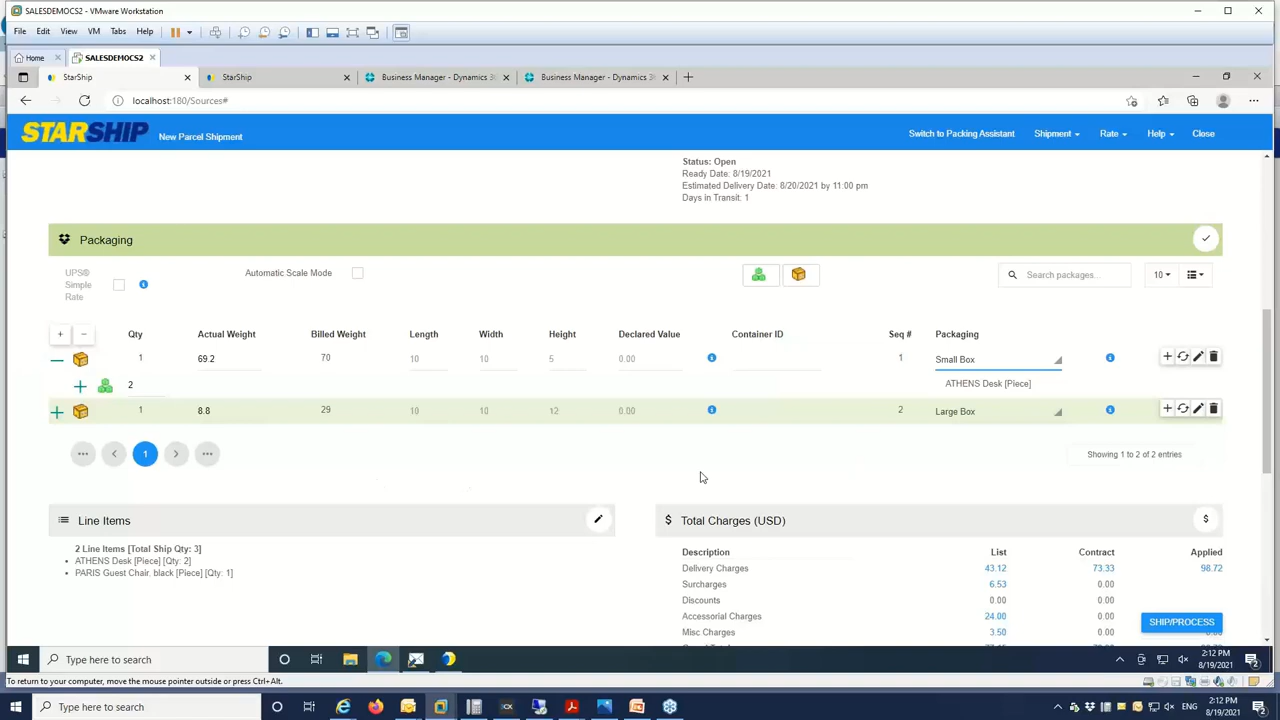 SALESDEMOCS2 - VMware Workstation
File Edit View VM Tabs Help
Home SALESDEMOCS2
StarShip StarShip Business Manager - Dynamics 3 Business Manager - Dynamics 3
localhost:180/Sources#
STARSHIP New Parcel Shipment Switch to Packing Assistant Shipment Rate Help Close
Status: Open
Ready Date: 8/19/2021
Estimated Delivery Date: 8/20/2021 by 11:00 pm
Days in Transit: 1
Packaging
UPS® Simple Rate Automatic Scale Mode Search packages... 10
Qty Actual Weight Billed Weight Length Width Height Declared Value Container ID Seq # Packaging
1 69.2 70 10 10 5 0.00 1 Small Box
2 ATHENS Desk [Piece]
1 8.8 29 10 10 12 0.00 2 Large Box
1 Showing 1 to 2 of 2 entries
Line Items
2 Line Items [Total Ship Qty: 3]
ATHENS Desk [Piece] [Qty: 2]
PARIS Guest Chair, black [Piece] [Qty: 1]
Total Charges (USD)
Description List Contract Applied
Delivery Charges 43.12 73.33 98.72
Surcharges 6.53 0.00
Discounts 0.00 0.00
Accessorial Charges 24.00 0.00
Misc Charges 3.50 0.00
SHIP/PROCESS
Type here to search
2:12 PM
8/19/2021
2
To return to your computer, move the mouse pointer outside or press Ctrl+Alt.
Type here to search
ENG
2:12 PM
8/19/2021
2